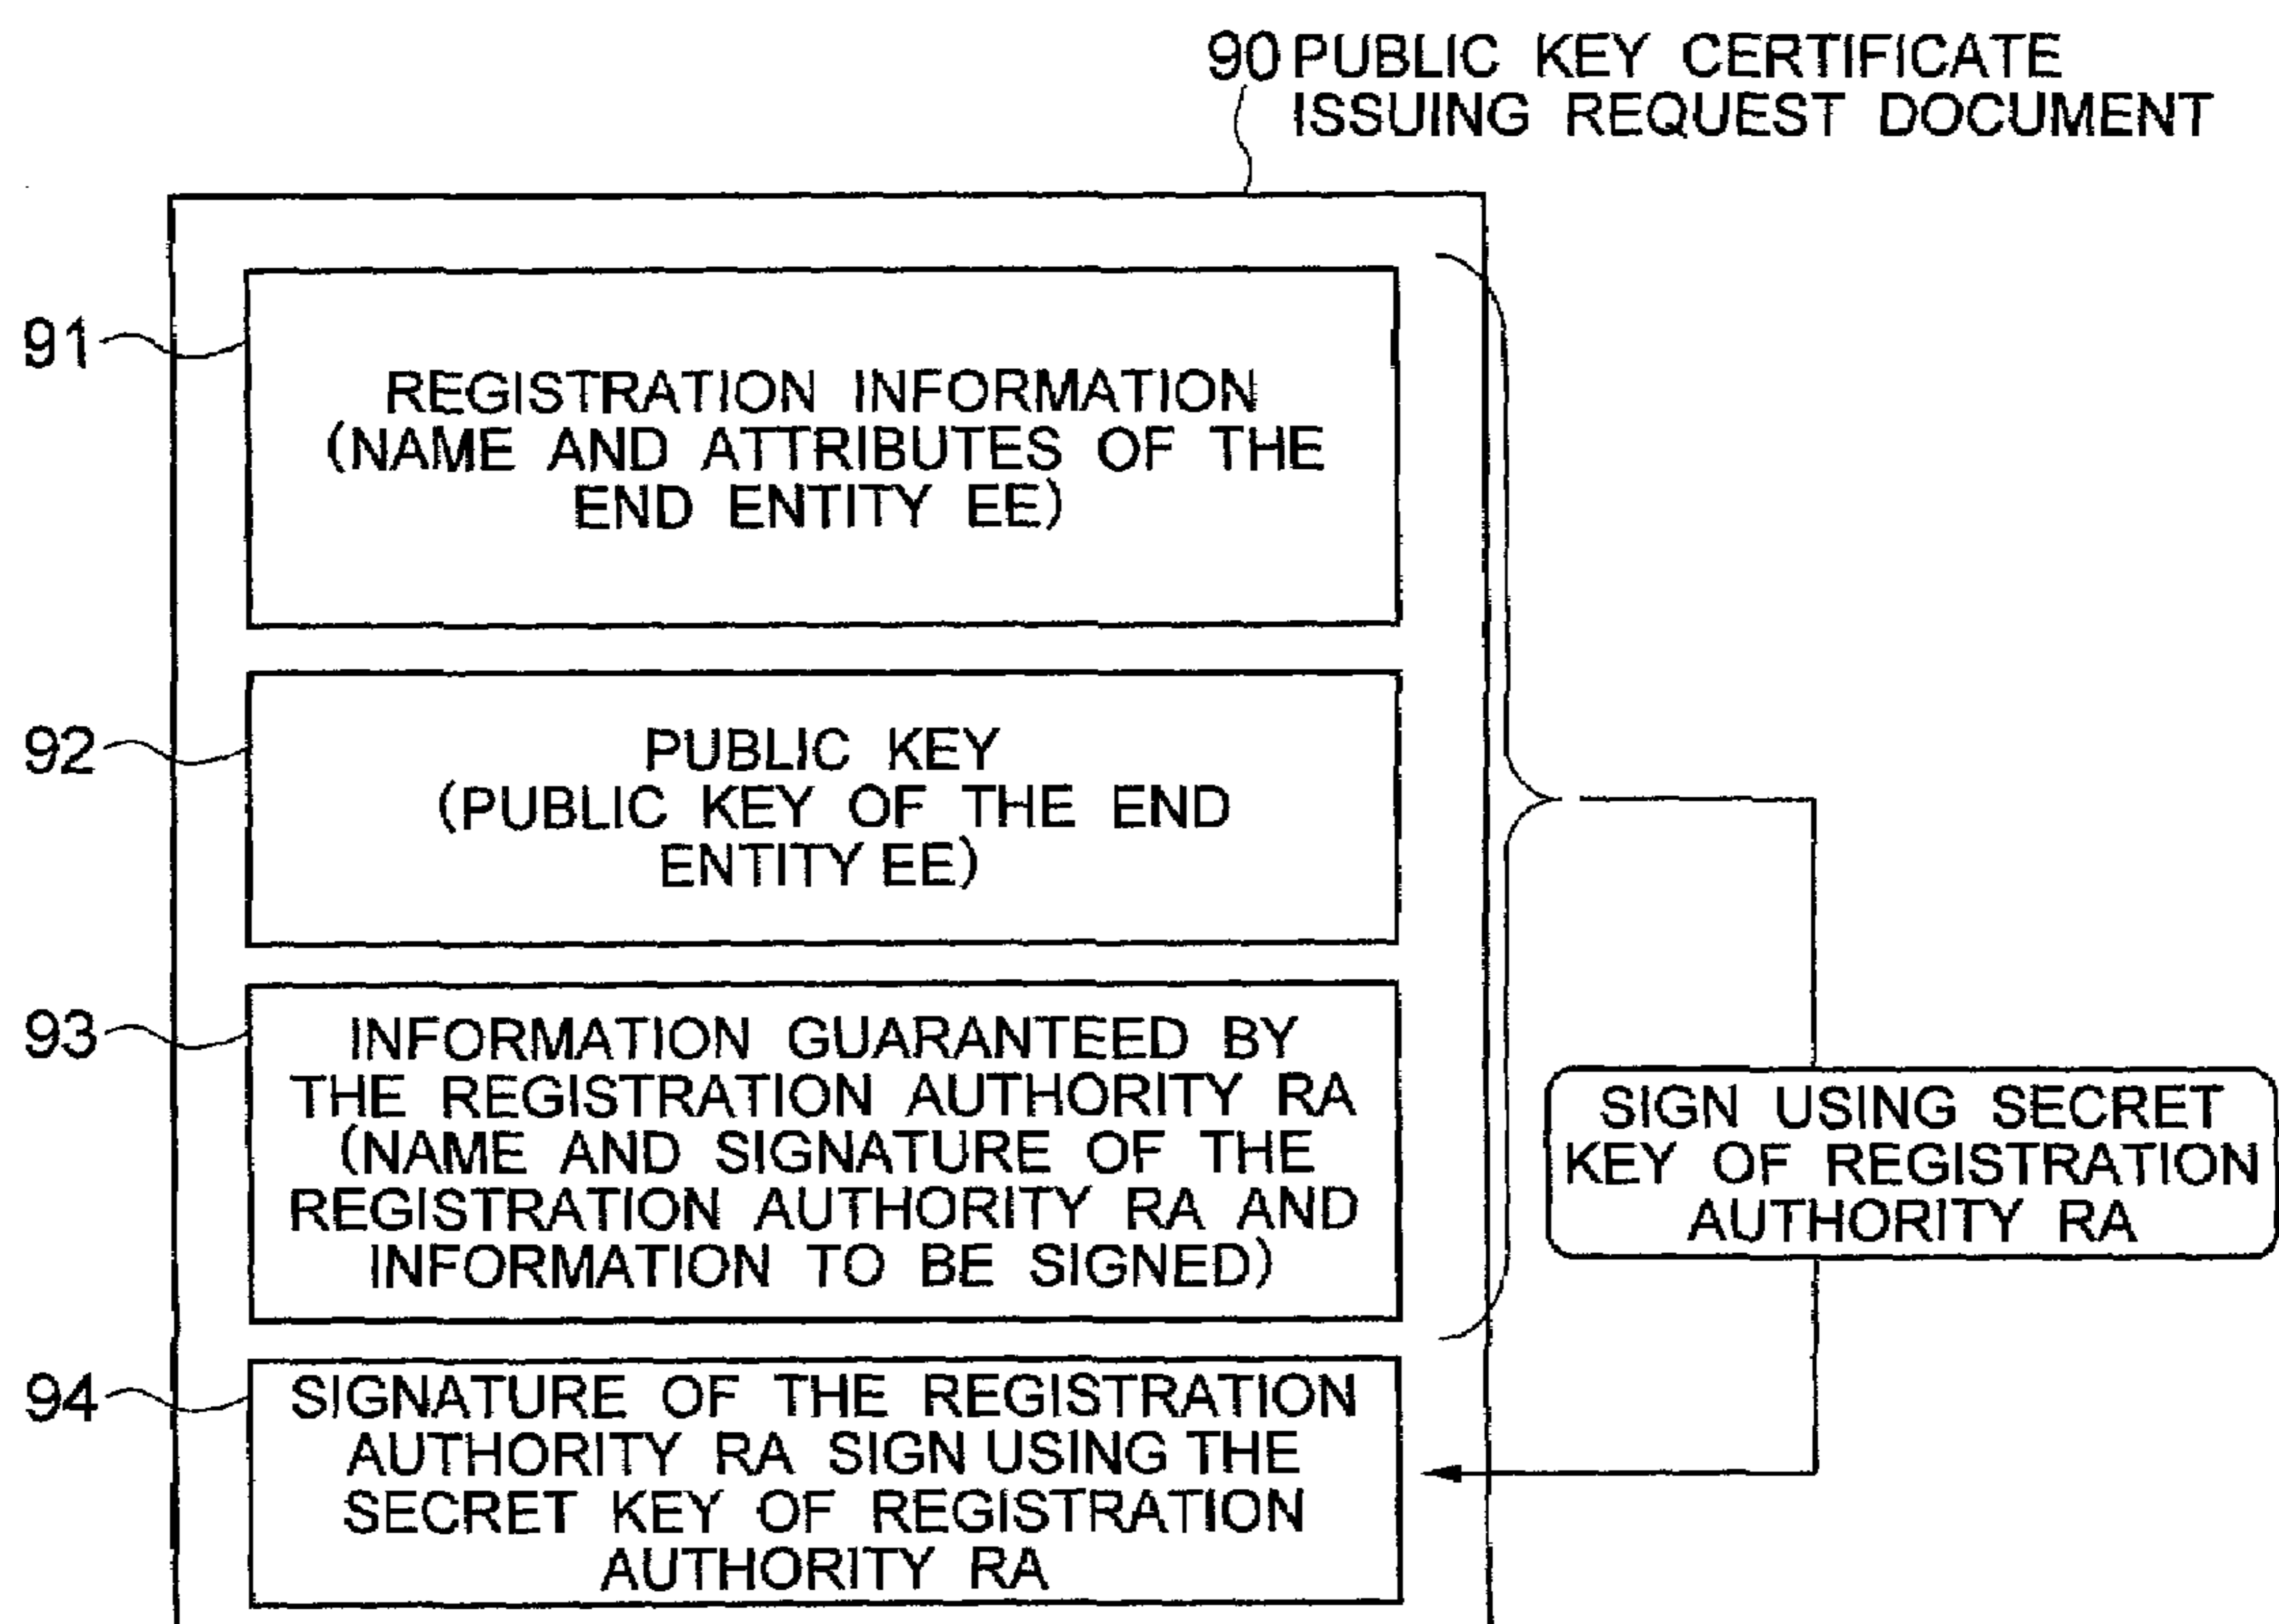 90 PUBLIC KEY CERTIFICATE
ISSUING REQUEST DOCUMENT
91
REGISTRATION INFORMATION
(NAME AND ATTRIBUTES OF THE
END ENTITY EE)
92
PUBLIC KEY
(PUBLIC KEY OF THE END
ENTITY EE)
93
INFORMATION GUARANTEED BY
THE REGISTRATION AUTHORITY RA
(NAME AND SIGNATURE OF THE
REGISTRATION AUTHORITY RA AND
INFORMATION TO BE SIGNED)
SIGN USING SECRET
KEY OF REGISTRATION
AUTHORITY RA
94
SIGNATURE OF THE REGISTRATION
AUTHORITY RA SIGN USING THE
SECRET KEY OF REGISTRATION
AUTHORITY RA